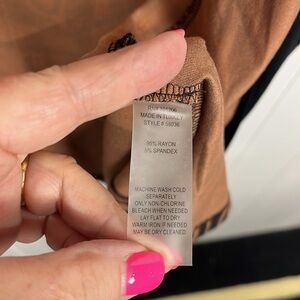 MADE IN TURKEY
STYLE # 58036
95% RAYON
5% SPANDEX
MACHINE WASH COLD
SEPARATELY
ONLY NON-CHLORINE
BLEACH WHEN NEEDED
LAY FLAT TO DRY
WARM IRON IF NEEDED
MAY BE DRY CLEANED